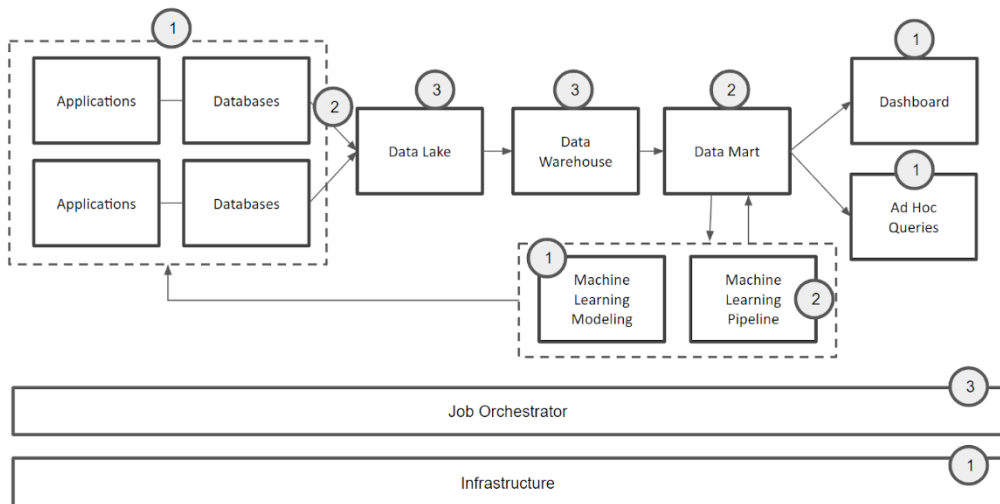 1
Applications
Databases
2
Applications
Databases
3
Data Lake
3
Data
Warehouse
2
Data Mart
1
Dashboard
1
Ad Hoc
Queries
1
Machine
Learning
Modeling
Machine
Learning
Pipeline
2
3
Job Orchestrator
1
Infrastructure